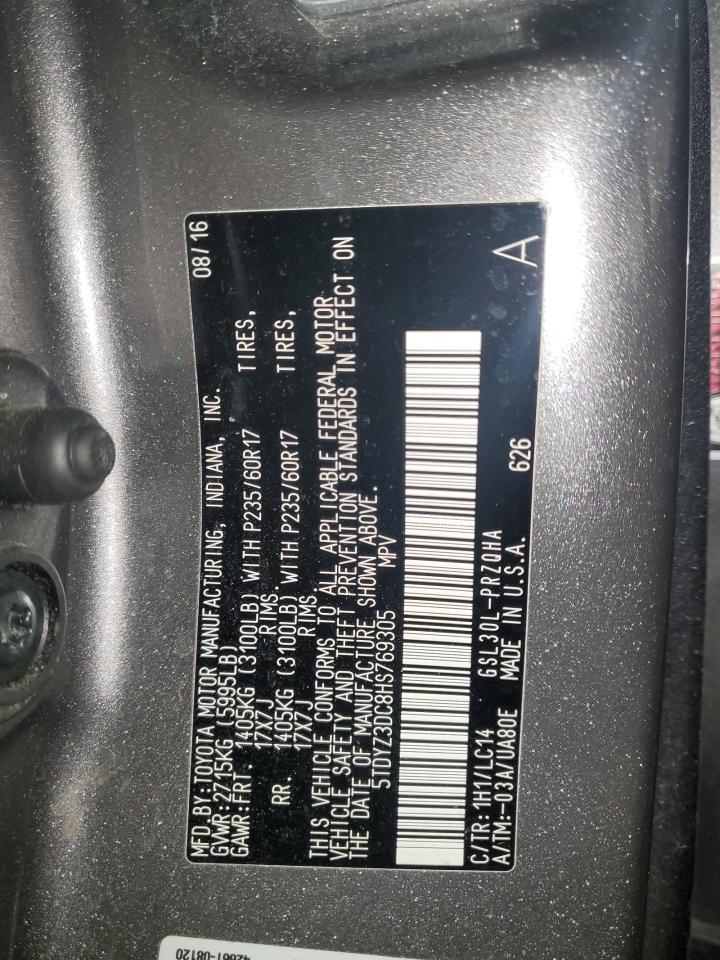 MFD BY:TOYOTA MOTOR MANUFACTURING, INDIANA, INC. 08/16
GVWR:2715KG (5995LB)
GAWR:FRT. 1405KG (3100LB) WITH P235/60R17 TIRES,
17X7J RIMS.
RR. 1405KG (3100LB) WITH P235/60R17 TIRES,
17X7J RIMS.
THIS VEHICLE CONFORMS TO ALL APPLICABLE FEDERAL MOTOR
VEHICLE SAFETY AND THEFT PREVENTION STANDARDS IN EFFECT ON
THE DATE OF MANUFACTURE SHOWN ABOVE.
5TDYZ3DC8HS769305 MPV
C/TR:1H1/LC14 GSL30L-PRZQHA 626 A
A/TM:-03A/UA80E MADE IN U.S.A.
42661-08120